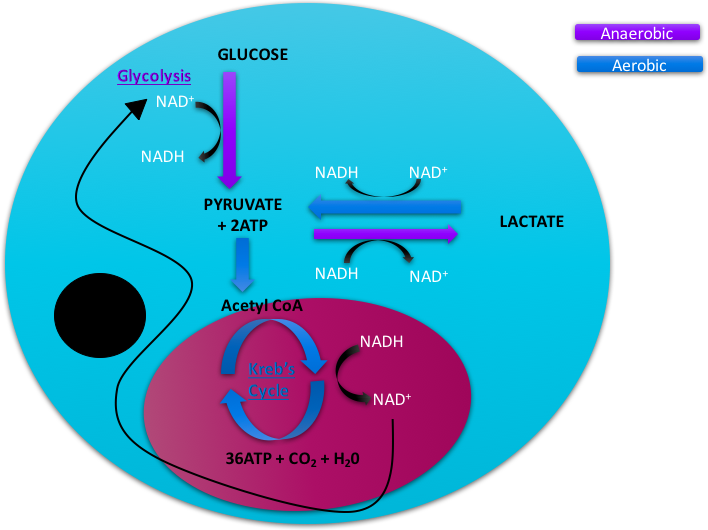 Anaerobic
Aerobic
GLUCOSE
Glycolysis
NAD⁺
NADH
NADH
NAD⁺
PYRUVATE
+ 2ATP
LACTATE
NADH
NAD⁺
Acetyl CoA
NADH
Kreb's
Cycle
NAD⁺
36ATP + CO₂ + H₂0